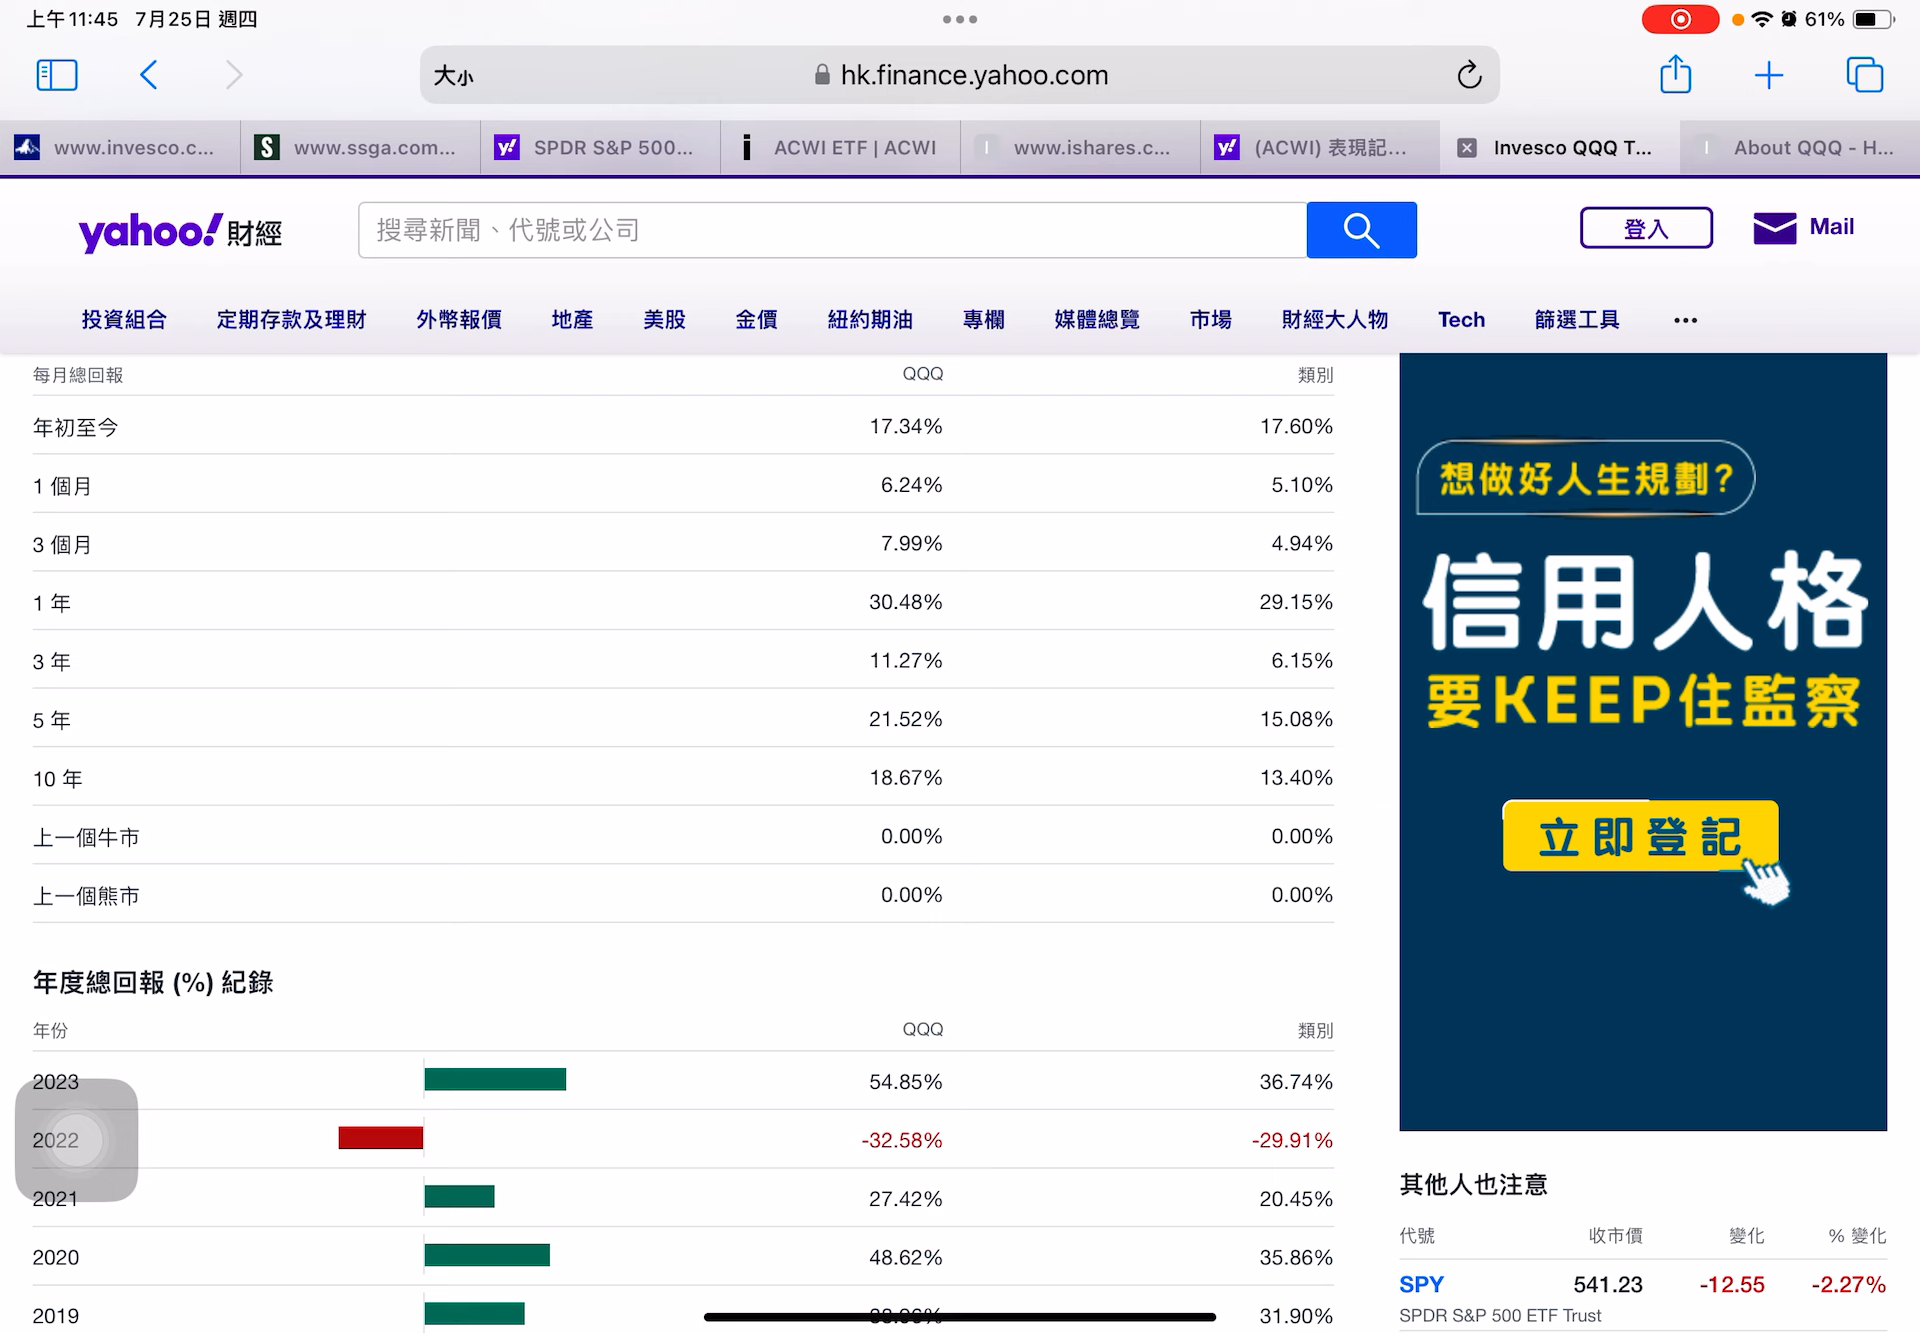 上午11:45 7月25日 週四
61%
大小
hk.finance.yahoo.com
www.invesco.c...
S www.ssga.com...
y! SPDR S&P 500...
i ACWI ETF | ACWI
I www.ishares.c...
y! (ACWI) 表現記...
Invesco QQQ T...
I About QQQ - H...
yahoo!財經
搜尋新聞、代號或公司
登入
Mail
投資組合 定期存款及理財 外幣報價 地產 美股 金價 紐約期油 專欄 媒體總覽 市場 財經大人物 Tech 篩選工具 ...
每月總回報 QQQ 類別
年初至今 17.34% 17.60%
1 個月 6.24% 5.10%
3 個月 7.99% 4.94%
1 年 30.48% 29.15%
3 年 11.27% 6.15%
5 年 21.52% 15.08%
10 年 18.67% 13.40%
上一個牛市 0.00% 0.00%
上一個熊市 0.00% 0.00%
年度總回報 (%) 紀錄
年份 QQQ 類別
2023 54.85% 36.74%
2022 -32.58% -29.91%
2021 27.42% 20.45%
2020 48.62% 35.86%
2019 31.90%
想做好人生規劃?
信用人格
要KEEP住監察
立即登記
其他人也注意
代號 收市價 變化 % 變化
SPY 541.23 -12.55 -2.27%
SPDR S&P 500 ETF Trust